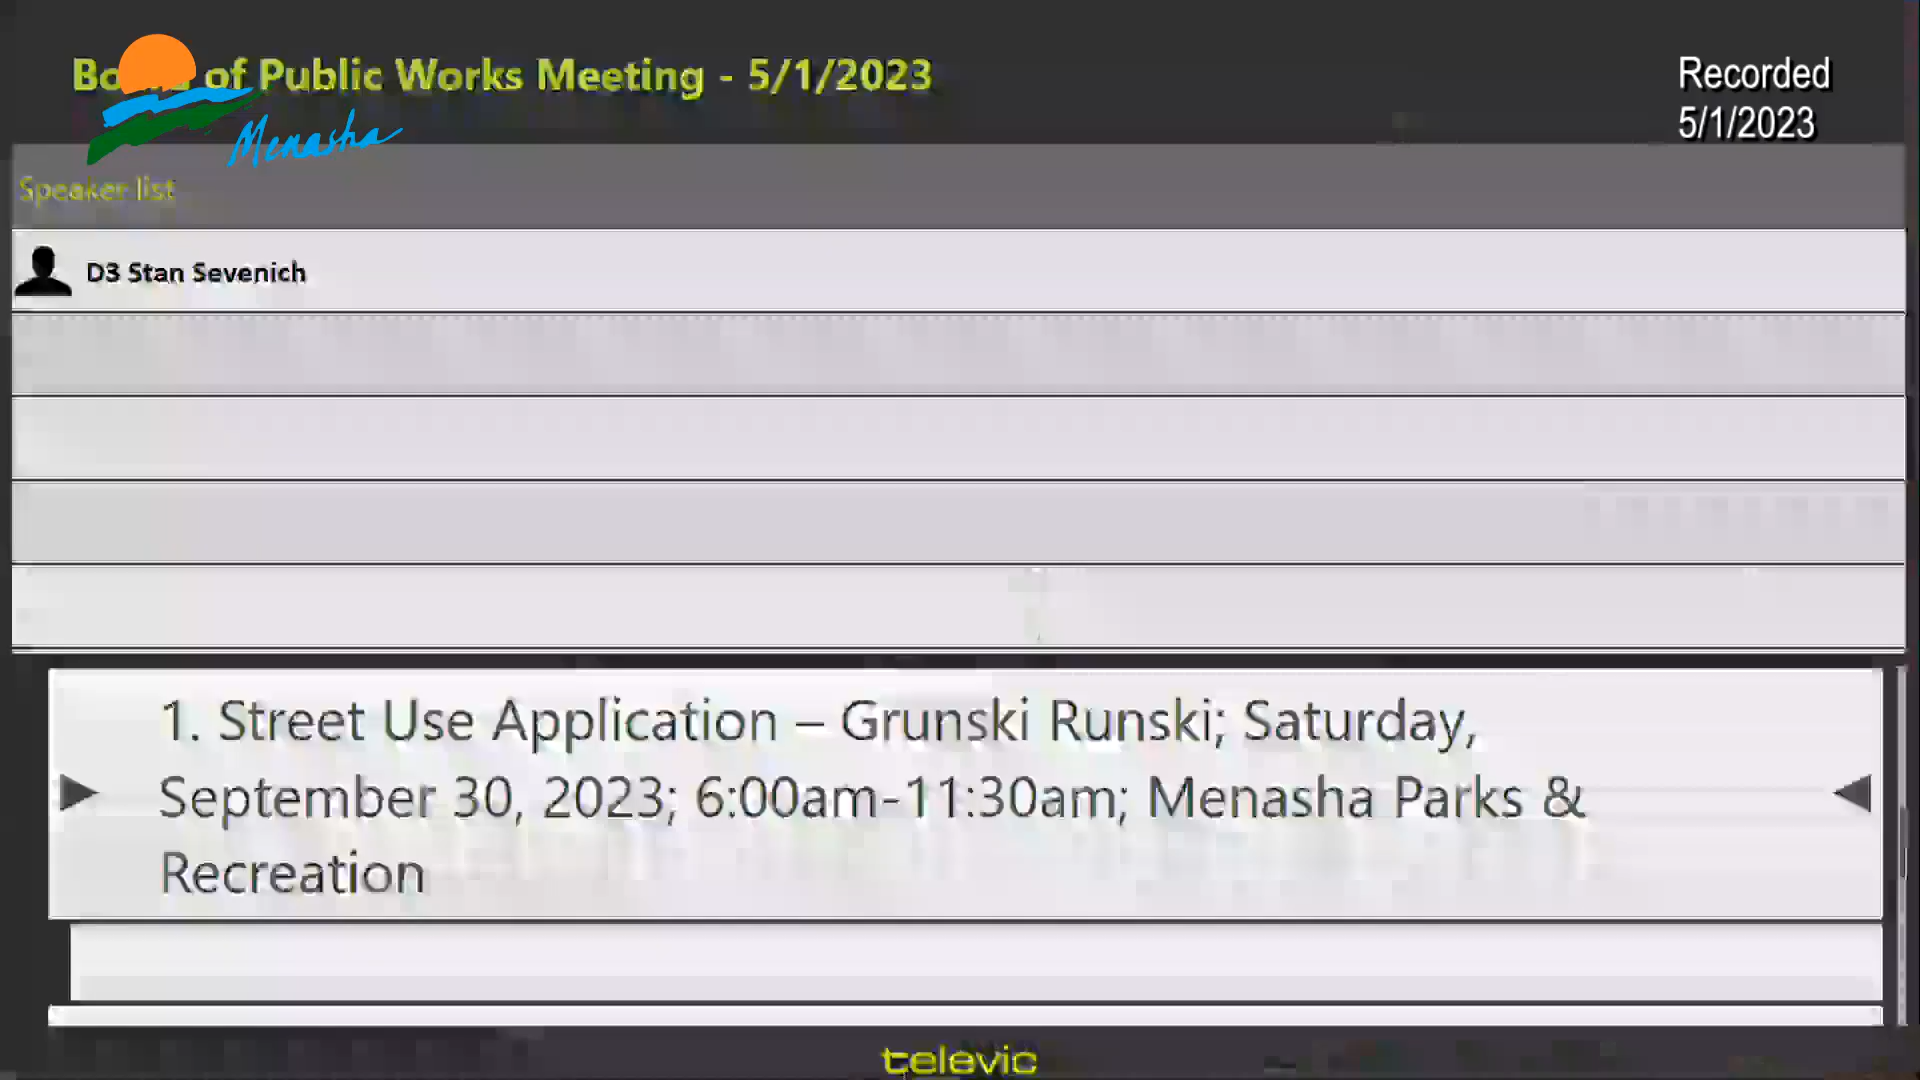 Board of Public Works Meeting - 5/1/2023
Recorded
5/1/2023
Menasha
Speaker list
D3 Stan Sevenich
1. Street Use Application – Grunski Runski; Saturday,
September 30, 2023; 6:00am-11:30am; Menasha Parks &
Recreation
televic